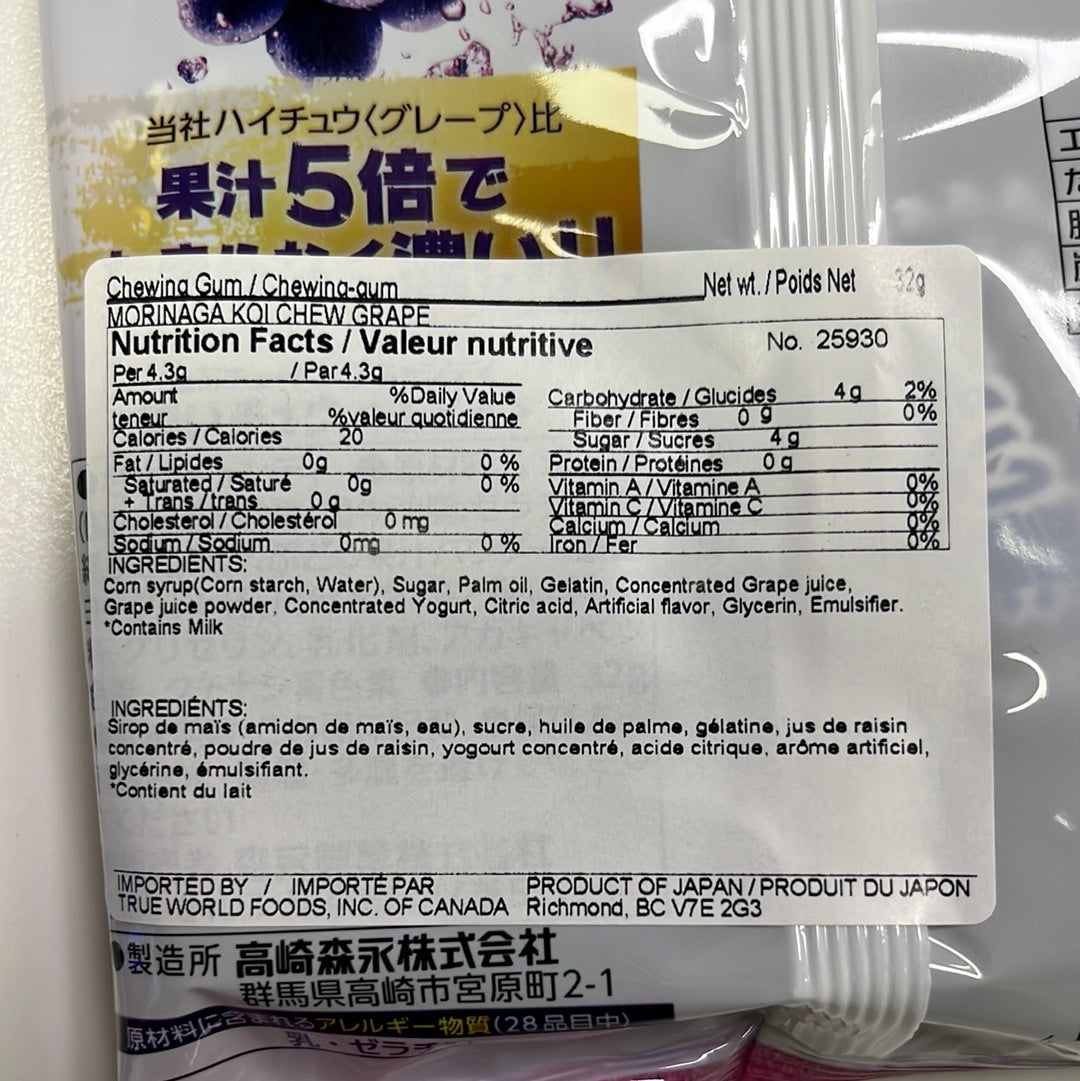 当社ハイチュウ〈グレープ〉比
果汁5倍で
Chewing Gum / Chewing-gum
Net wt. / Poids Net 32g
MORINAGA KOI CHEW GRAPE
Nutrition Facts / Valeur nutritive
No. 25930
Per 4.3g / Par 4.3g
Amount % Daily Value
teneur % valeur quotidienne
Calories / Calories 20
Fat / Lipides 0g 0 %
Saturated / Saturé 0g 0 %
+ Trans / trans 0 g
Cholesterol / Cholestérol 0 mg
Sodium / Sodium 0mg 0 %
Carbohydrate / Glucides 4 g 2%
Fiber / Fibres 0 g 0%
Sugar / Sucres 4 g
Protein / Protéines 0 g
Vitamin A / Vitamine A 0%
Vitamin C / Vitamine C 0%
Calcium / Calcium 0%
Iron / Fer 0%
INGREDIENTS:
Corn syrup(Corn starch, Water), Sugar, Palm oil, Gelatin, Concentrated Grape juice,
Grape juice powder, Concentrated Yogurt, Citric acid, Artificial flavor, Glycerin, Emulsifier.
*Contains Milk
INGREDIÉNTS:
Sirop de maïs (amidon de maïs, eau), sucre, huile de palme, gélatine, jus de raisin
concentré, poudre de jus de raisin, yogourt concentré, acide citrique, arôme artificiel,
glycérine, émulsifiant.
*Contient du lait
IMPORTED BY / IMPORTÉ PAR
TRUE WORLD FOODS, INC. OF CANADA
PRODUCT OF JAPAN / PRODUIT DU JAPON
Richmond, BC V7E 2G3
●製造所 高崎森永株式会社
群馬県高崎市宮原町2-1
原材料に含まれるアレルギー物質(28品目中)
乳・ゼラチ